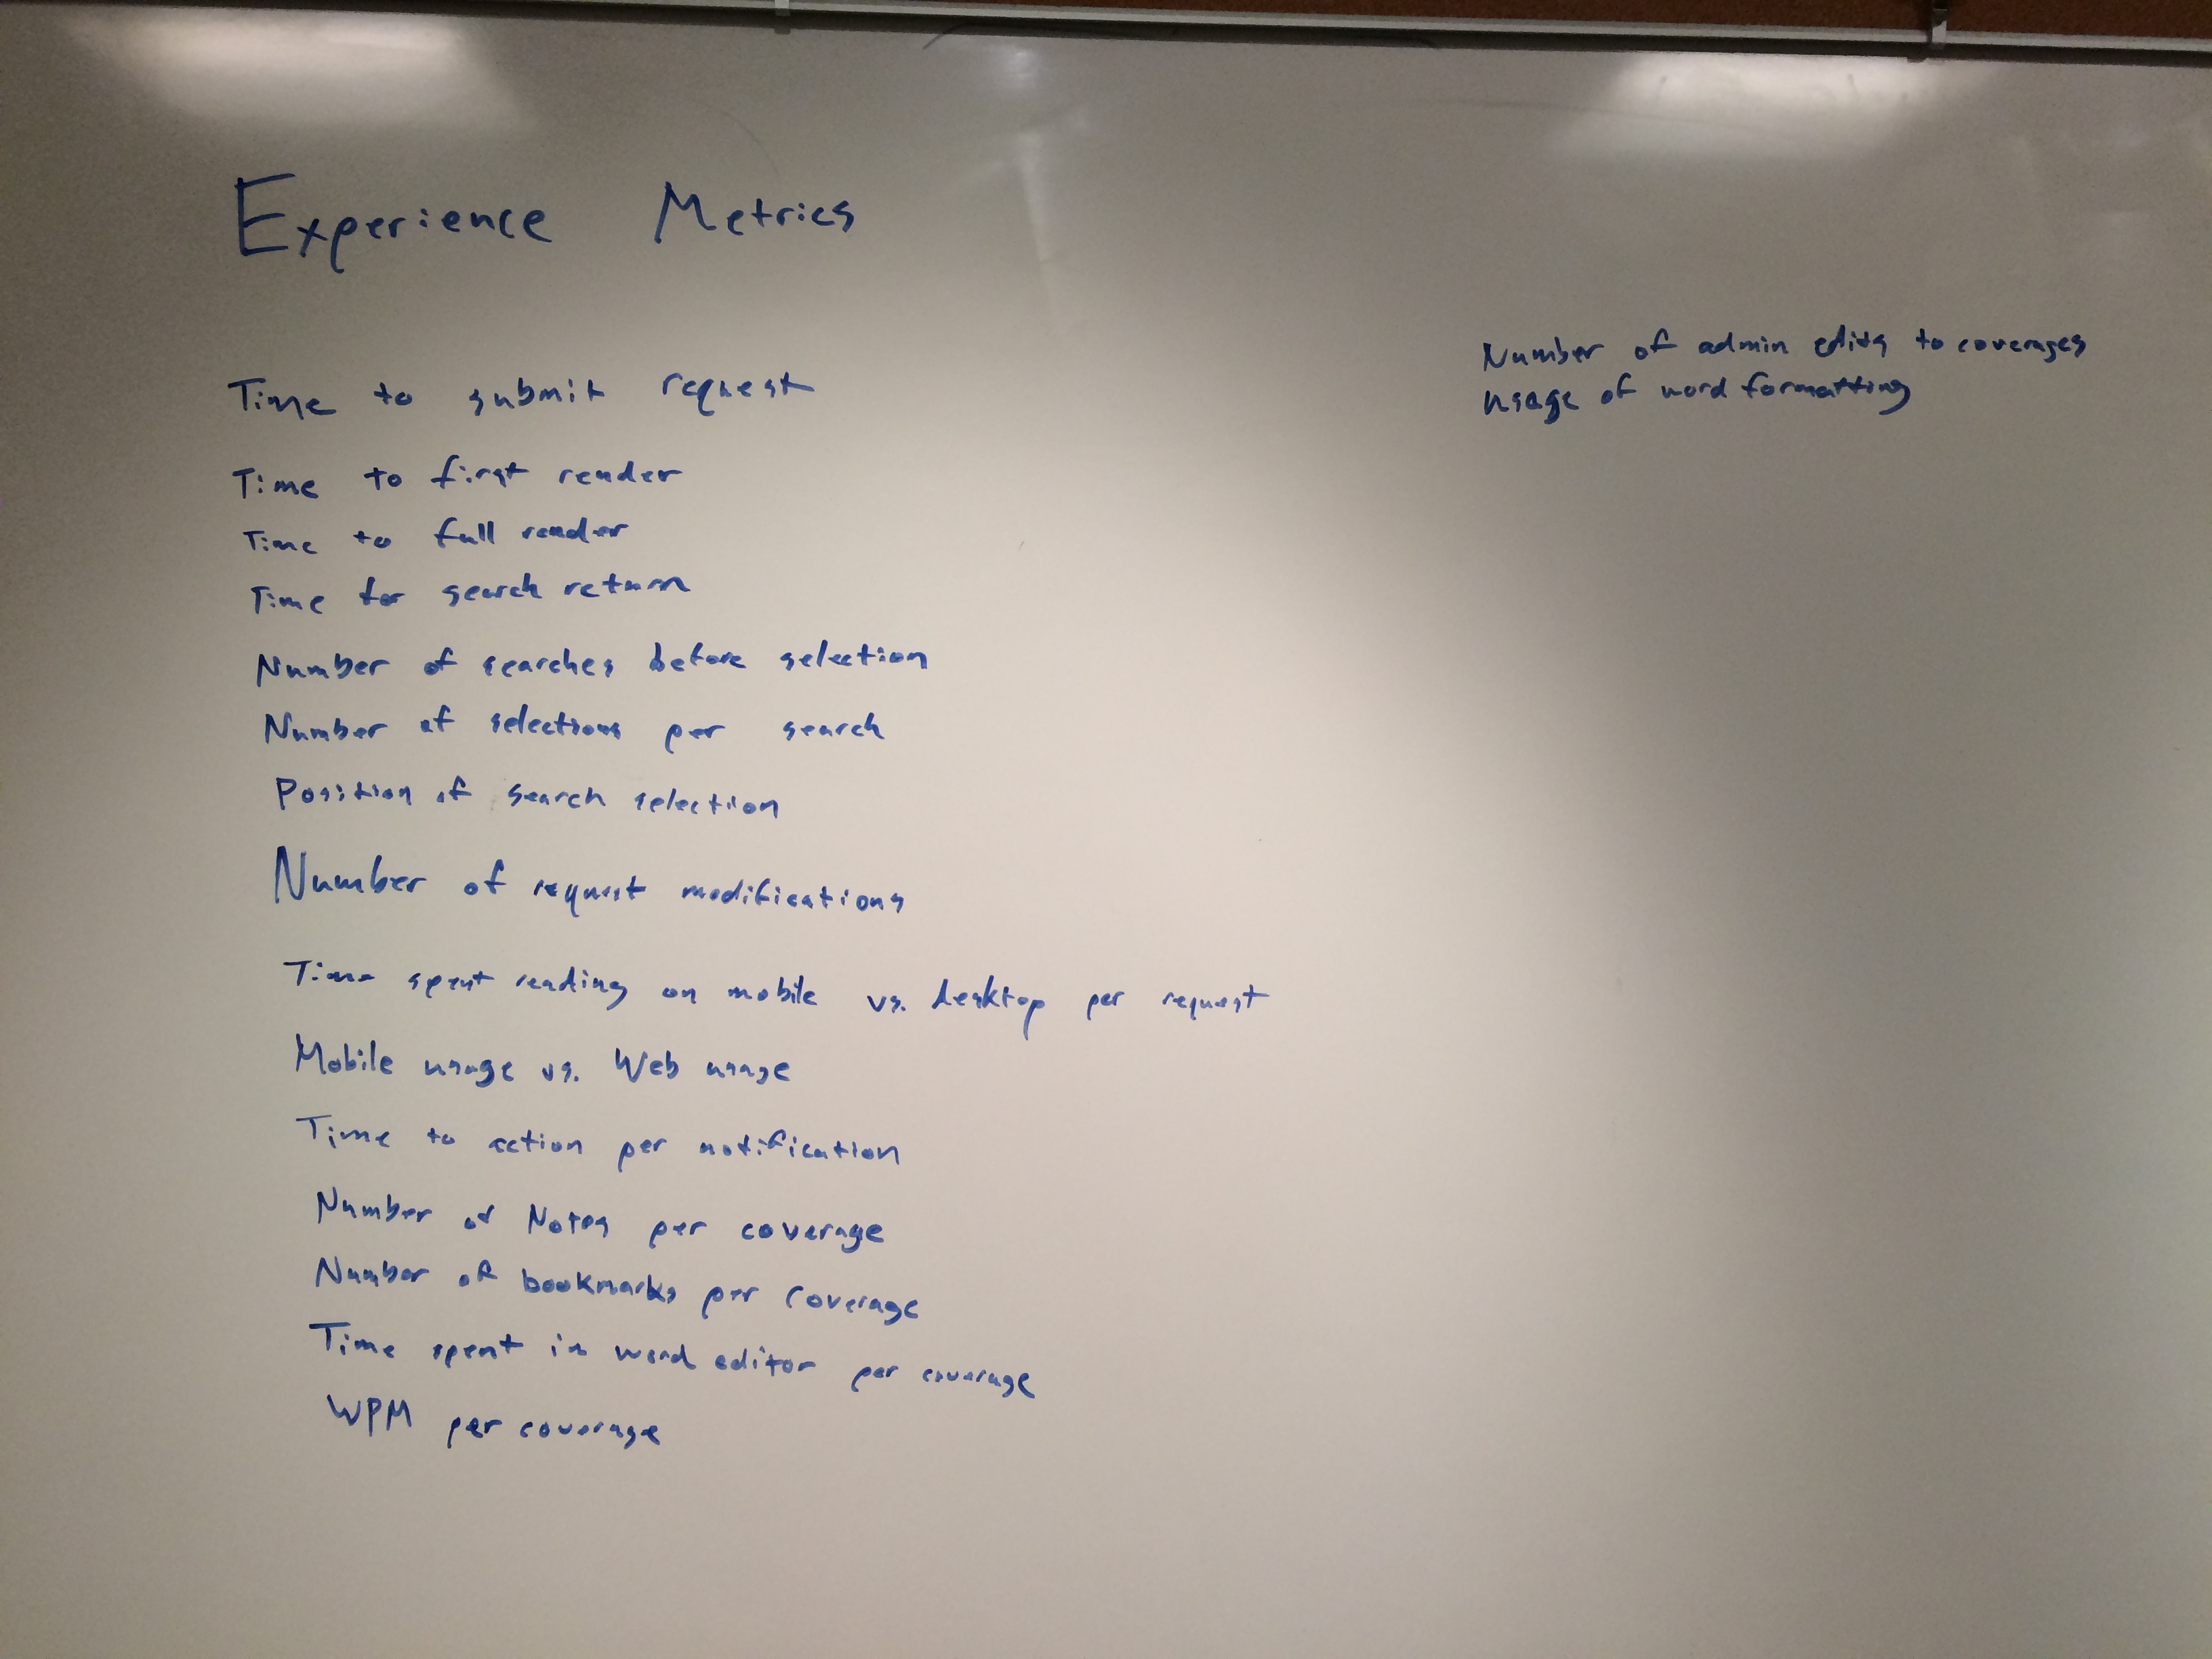 Experience Metrics
Time to submit request
Time to first render
Time to full render
Time for search return
Number of searches before selection
Number of selections per search
Position of search selection
Number of request modifications
Time spent reading on mobile vs. desktop per request
Mobile usage vs. Web usage
Time to action per notification
Number of Notes per coverage
Number of bookmarks per coverage
Time spent in word editor per coverage
WPM per coverage
Number of admin edits to coverages
usage of word formatting